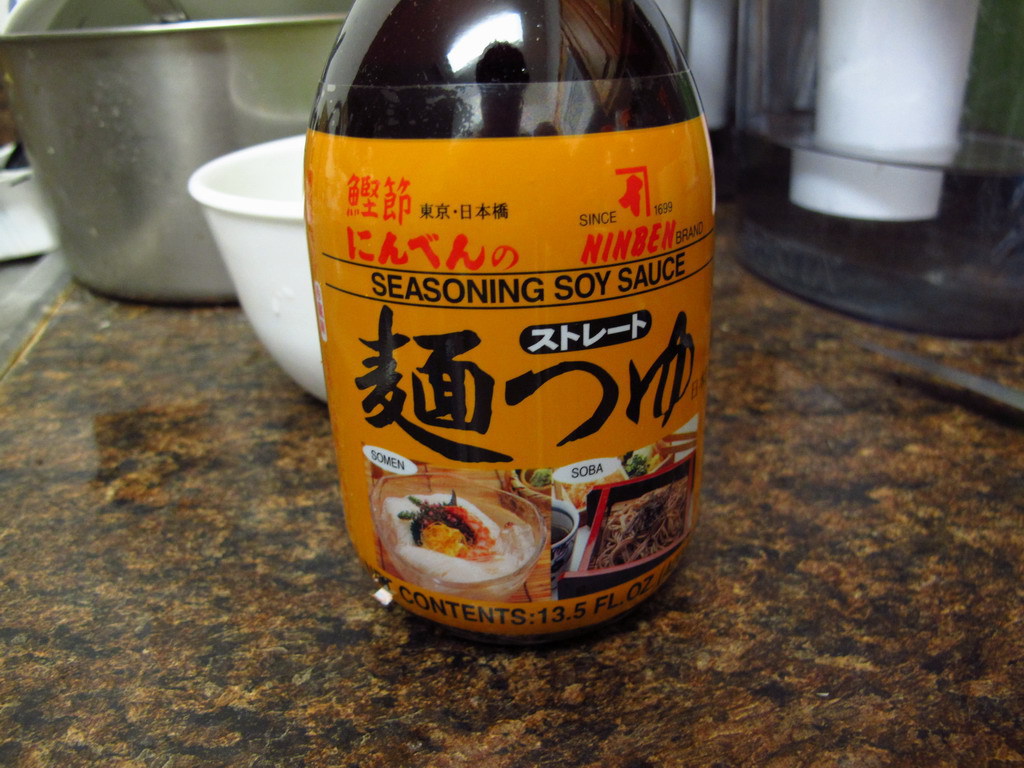 鰹節 東京・日本橋
にんべんの
SINCE 1699
NINBEN BRAND
SEASONING SOY SAUCE
ストレート
麺つゆ
SOMEN
SOBA
CONTENTS:13.5 FL.OZ